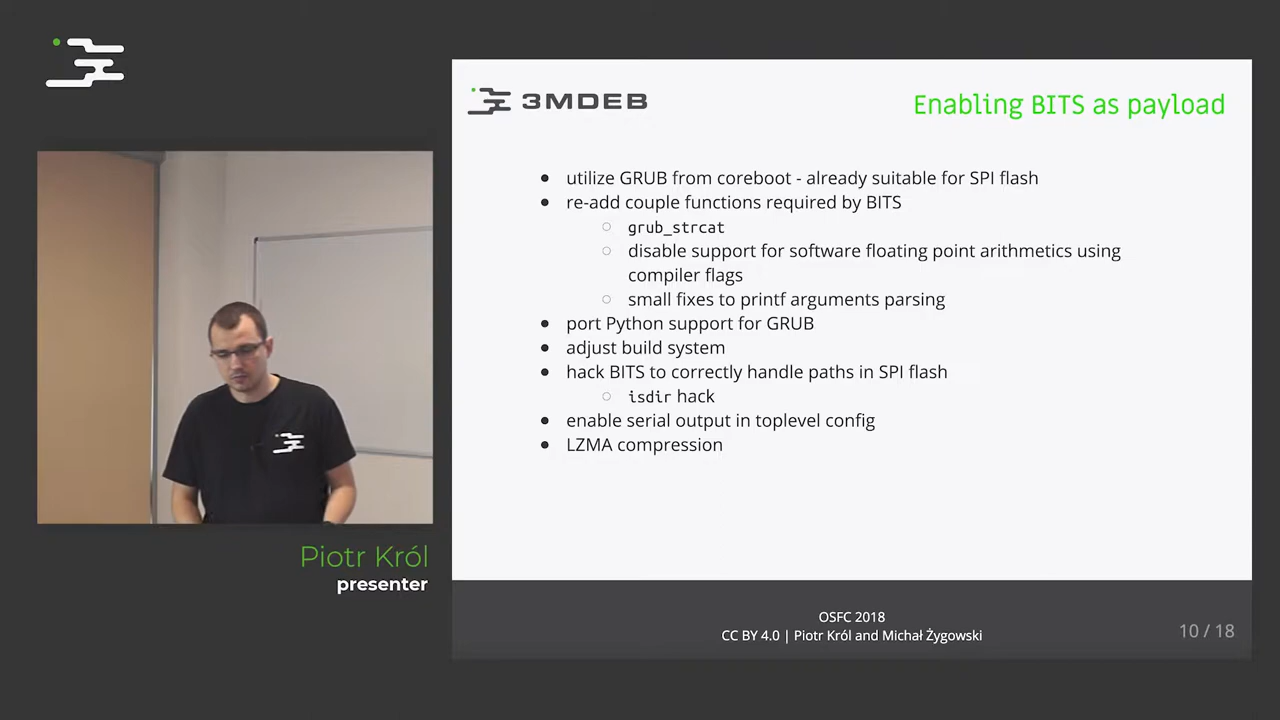 3MDEB
Enabling BITS as payload
utilize GRUB from coreboot - already suitable for SPI flash
re-add couple functions required by BITS
grub_strcat
disable support for software floating point arithmetics using
compiler flags
small fixes to printf arguments parsing
port Python support for GRUB
adjust build system
hack BITS to correctly handle paths in SPI flash
isdir hack
enable serial output in toplevel config
LZMA compression
Piotr Król
presenter
OSFC 2018
CC BY 4.0 | Piotr Król and Michał Żygowski
10 / 18